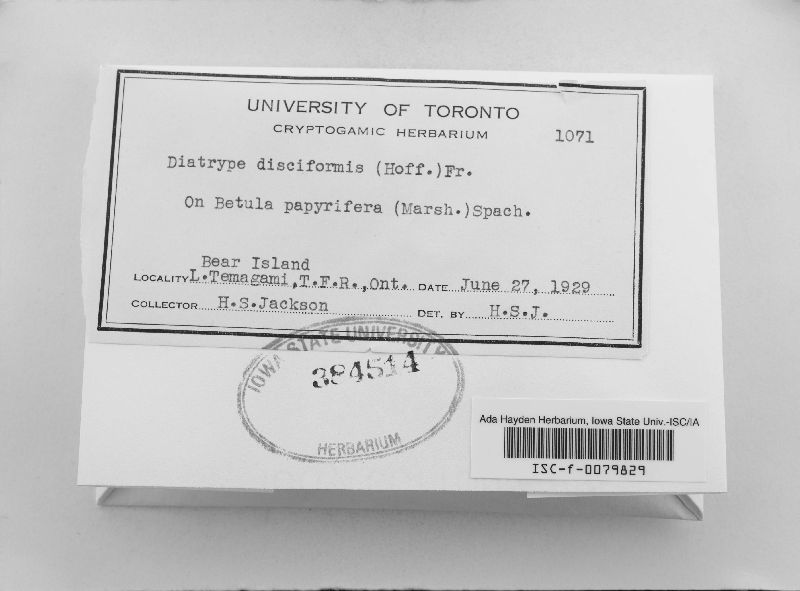 UNIVERSITY OF TORONTO
CRYPTOGAMIC HERBARIUM
1071
Diatrype disciformis (Hoff.)Fr.
On Betula papyrifera (Marsh.)Spach.
Bear Island
LOCALITY L.Temagami,T.F.R.,Ont. DATE June 27, 1929
COLLECTOR H.S.Jackson DET. BY H.S.J.
IOWA STATE UNIVERSITY
384514
HERBARIUM
Ada Hayden Herbarium, Iowa State Univ.-ISC/IA
ISC-f-0079829